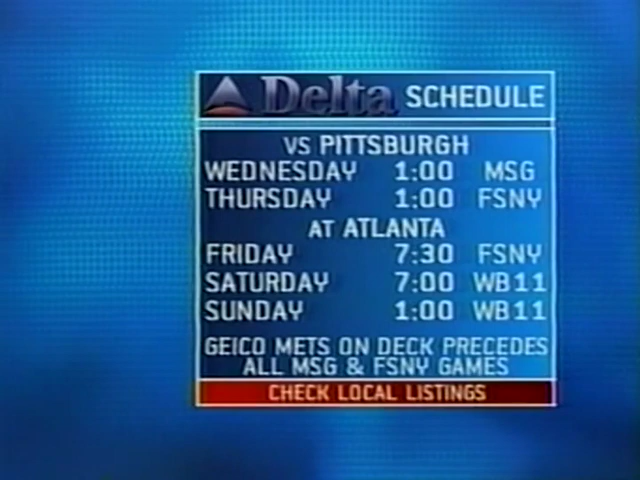 Delta SCHEDULE
VS PITTSBURGH
WEDNESDAY 1:00 MSG
THURSDAY 1:00 FSNY
AT ATLANTA
FRIDAY 7:30 FSNY
SATURDAY 7:00 WB11
SUNDAY 1:00 WB11
GEICO METS ON DECK PRECEDES
ALL MSG & FSNY GAMES
CHECK LOCAL LISTINGS